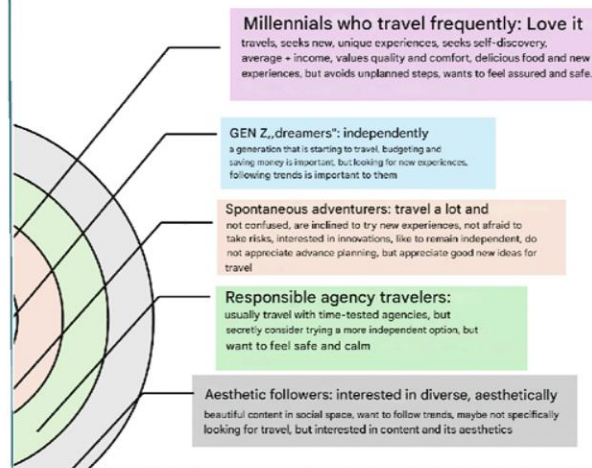 Millennials who travel frequently: Love it
travels, seeks new, unique experiences, seeks self-discovery,
average + income, values quality and comfort, delicious food and new
experiences, but avoids unplanned steps, wants to feel assured and safe.
GEN Z,,dreamers": independently
a generation that is starting to travel, budgeting and
saving money is important, but looking for new experiences,
following trends is important to them
Spontaneous adventurers: travel a lot and
not confused, are inclined to try new experiences, not afraid to
take risks, interested in innovations, like to remain independent, do
not appreciate advance planning, but appreciate good new ideas for
travel
Responsible agency travelers:
usually travel with time-tested agencies, but
secretly consider trying a more independent option, but
want to feel safe and calm
Aesthetic followers: interested in diverse, aesthetically
beautiful content in social space, want to follow trends, maybe not specifically
looking for travel, but interested in content and its aesthetics